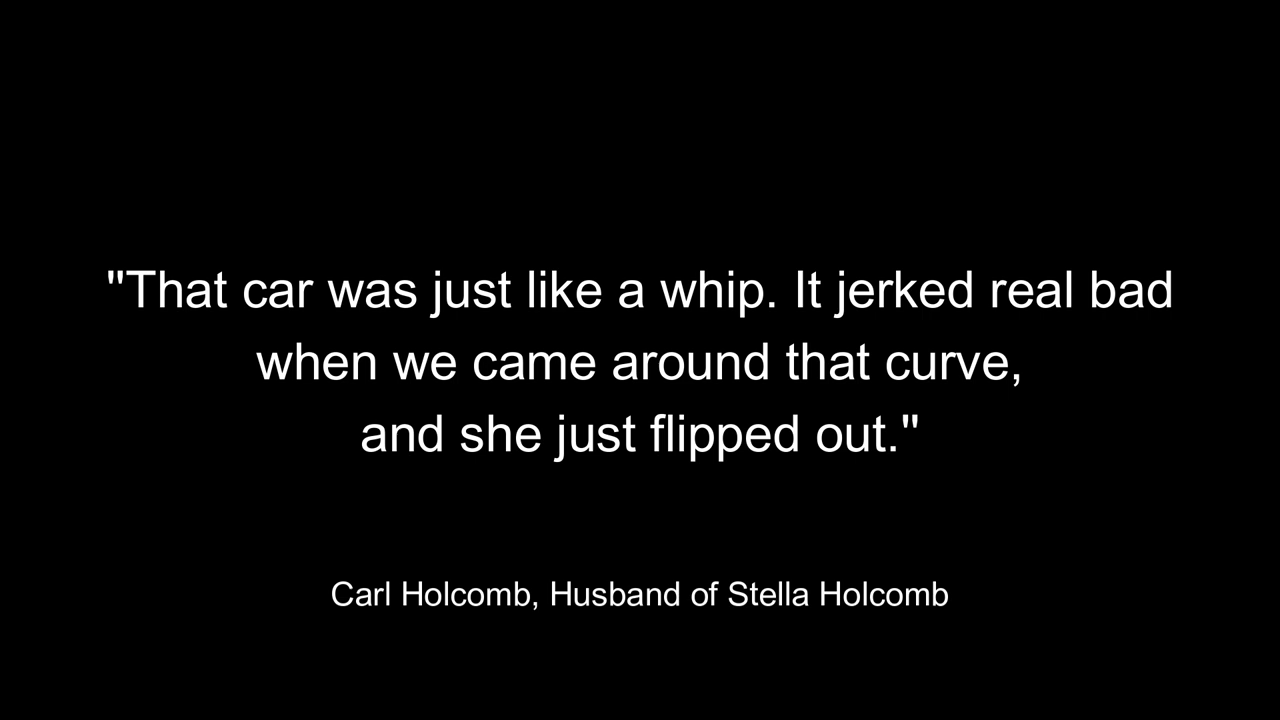 "That car was just like a whip. It jerked real bad
when we came around that curve,
and she just flipped out."
Carl Holcomb, Husband of Stella Holcomb